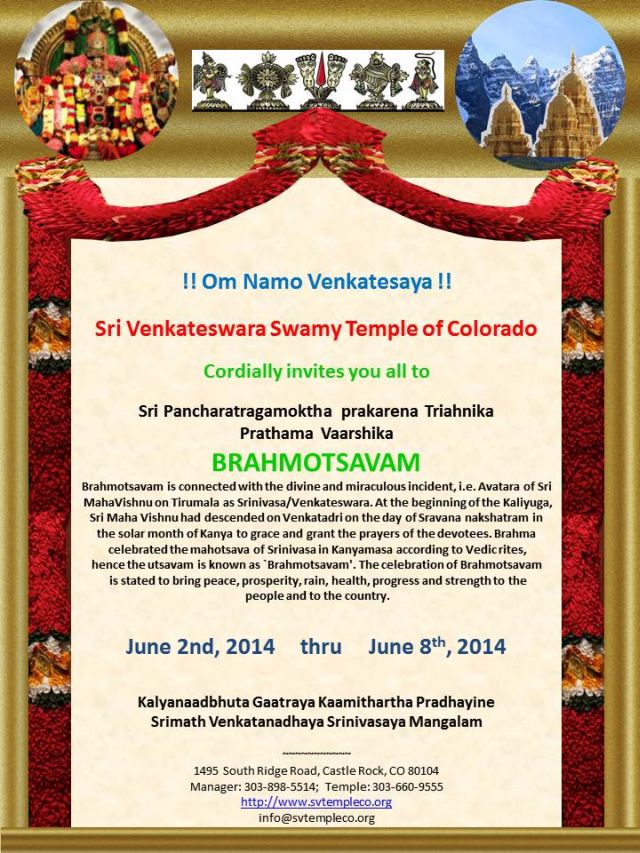 !! Om Namo Venkatesaya !!
Sri Venkateswara Swamy Temple of Colorado
Cordially invites you all to
Sri Pancharatragamoktha prakarena Triahnika
Prathama Vaarshika
BRAHMOTSAVAM
Brahmotsavam is connected with the divine and miraculous incident, i.e. Avatara of Sri
MahaVishnu on Tirumala as Srinivasa/Venkateswara. At the beginning of the Kaliyuga,
Sri Maha Vishnu had descended on Venkatadri on the day of Sravana nakshatram in
the solar month of Kanya to grace and grant the prayers of the devotees. Brahma
celebrated the mahotsava of Srinivasa in Kanyamasa according to Vedic rites,
hence the utsavam is known as `Brahmotsavam'. The celebration of Brahmotsavam
is stated to bring peace, prosperity, rain, health, progress and strength to the
people and to the country.
June 2nd, 2014 thru June 8th, 2014
Kalyanaadbhuta Gaatraya Kaamithartha Pradhayine
Srimath Venkatanadhaya Srinivasaya Mangalam
~~~~~~~~~~~
1495 South Ridge Road, Castle Rock, CO 80104
Manager: 303-898-5514; Temple: 303-660-9555
http://www.svtempleco.org
info@svtempleco.org